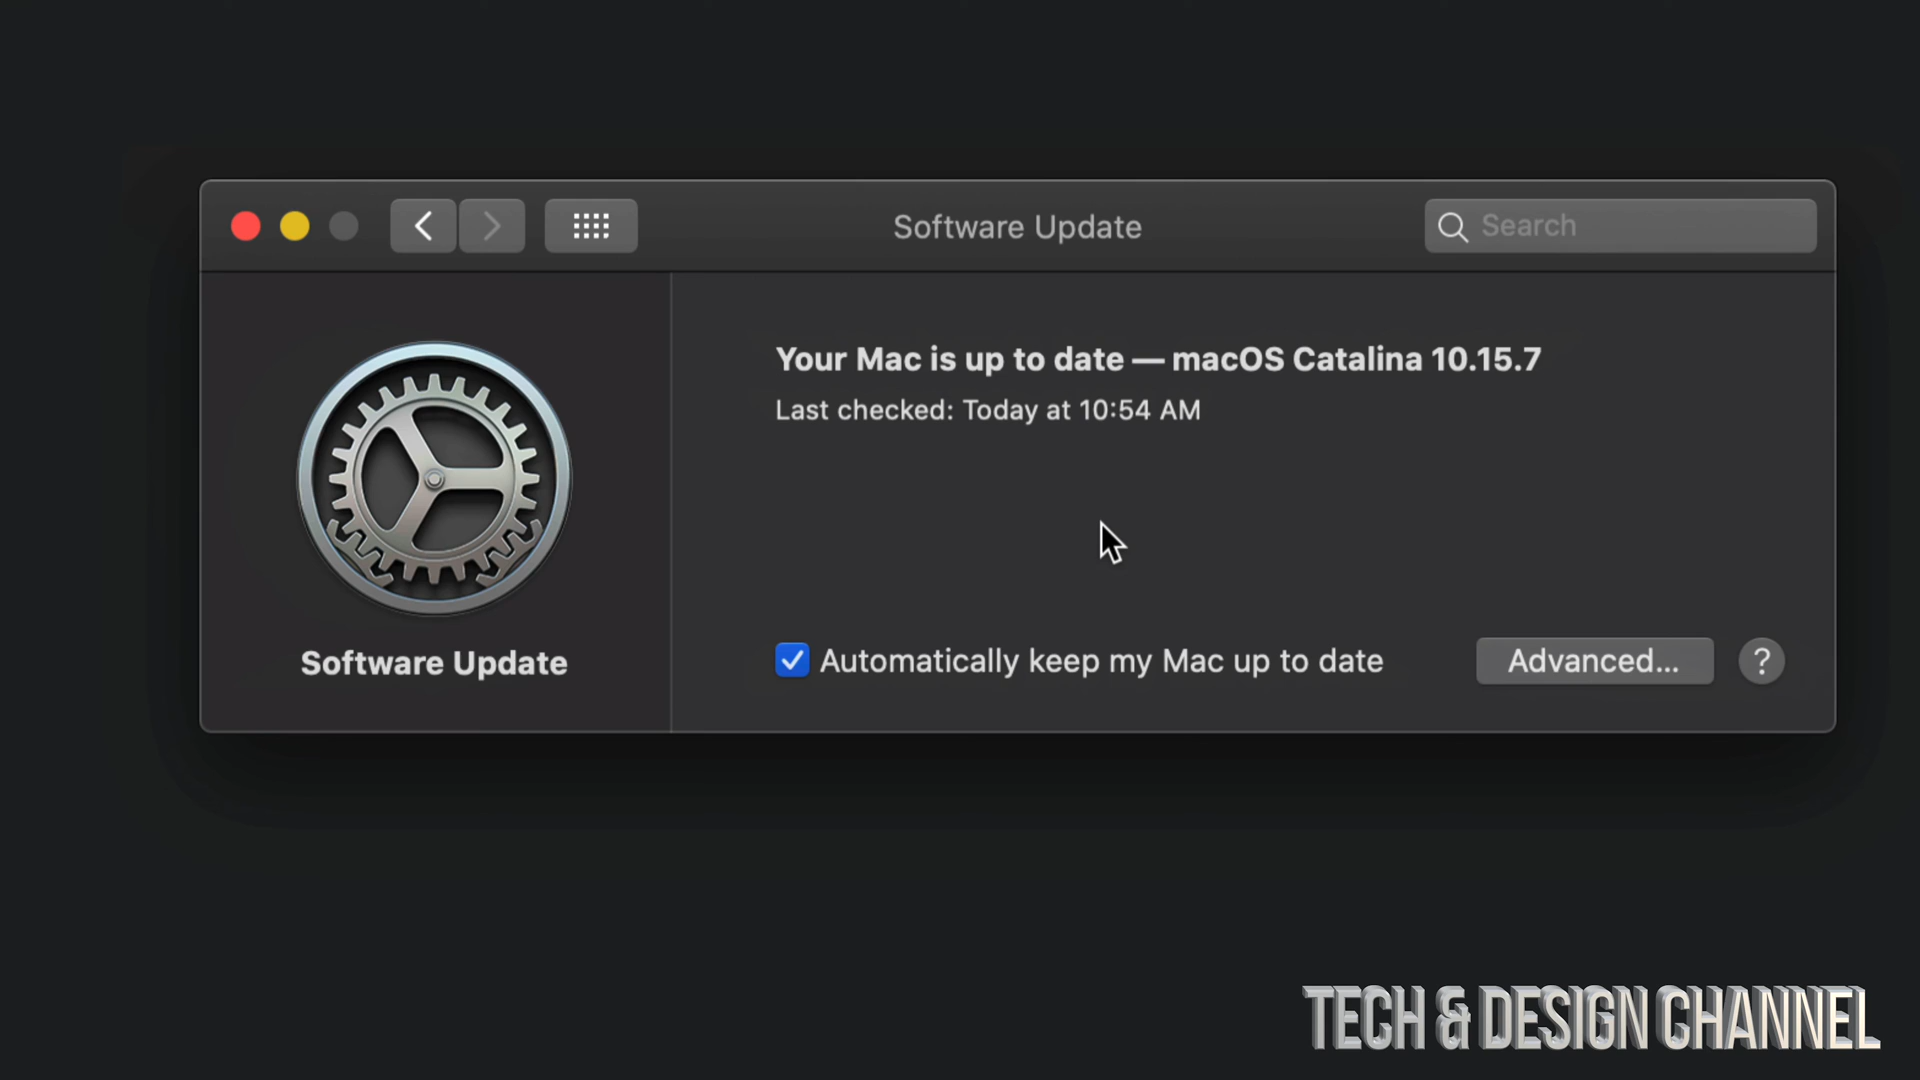 Software Update
Search
Your Mac is up to date — macOS Catalina 10.15.7
Last checked: Today at 10:54 AM
Software Update
Automatically keep my Mac up to date
Advanced...
?
TECH & DESIGN CHANNEL